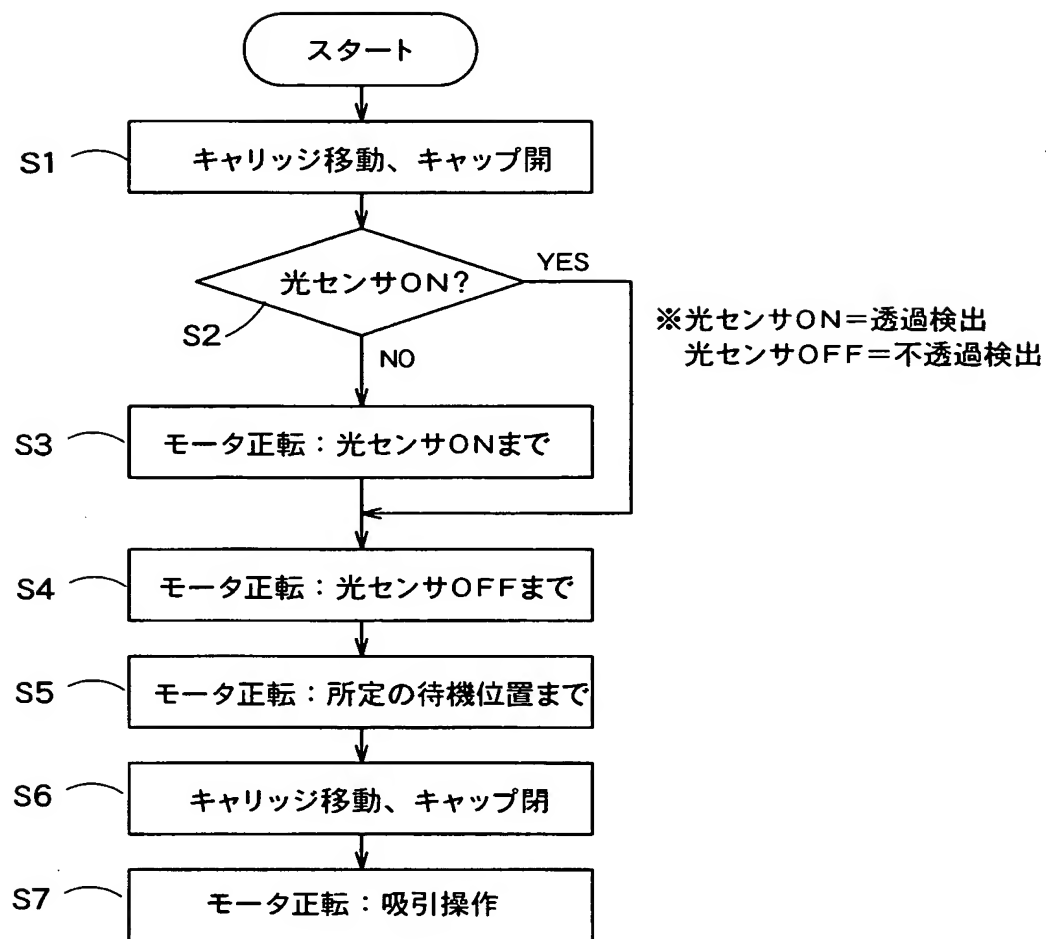 スタート
S1
キャリッジ移動、キャップ開
光センサON?
YES
S2
NO
※光センサON=透過検出
光センサOFF=不透過検出
S3
モータ正転:光センサONまで
S4
モータ正転:光センサOFFまで
S5
モータ正転:所定の待機位置まで
S6
キャリッジ移動、キャップ閉
S7
モータ正転:吸引操作